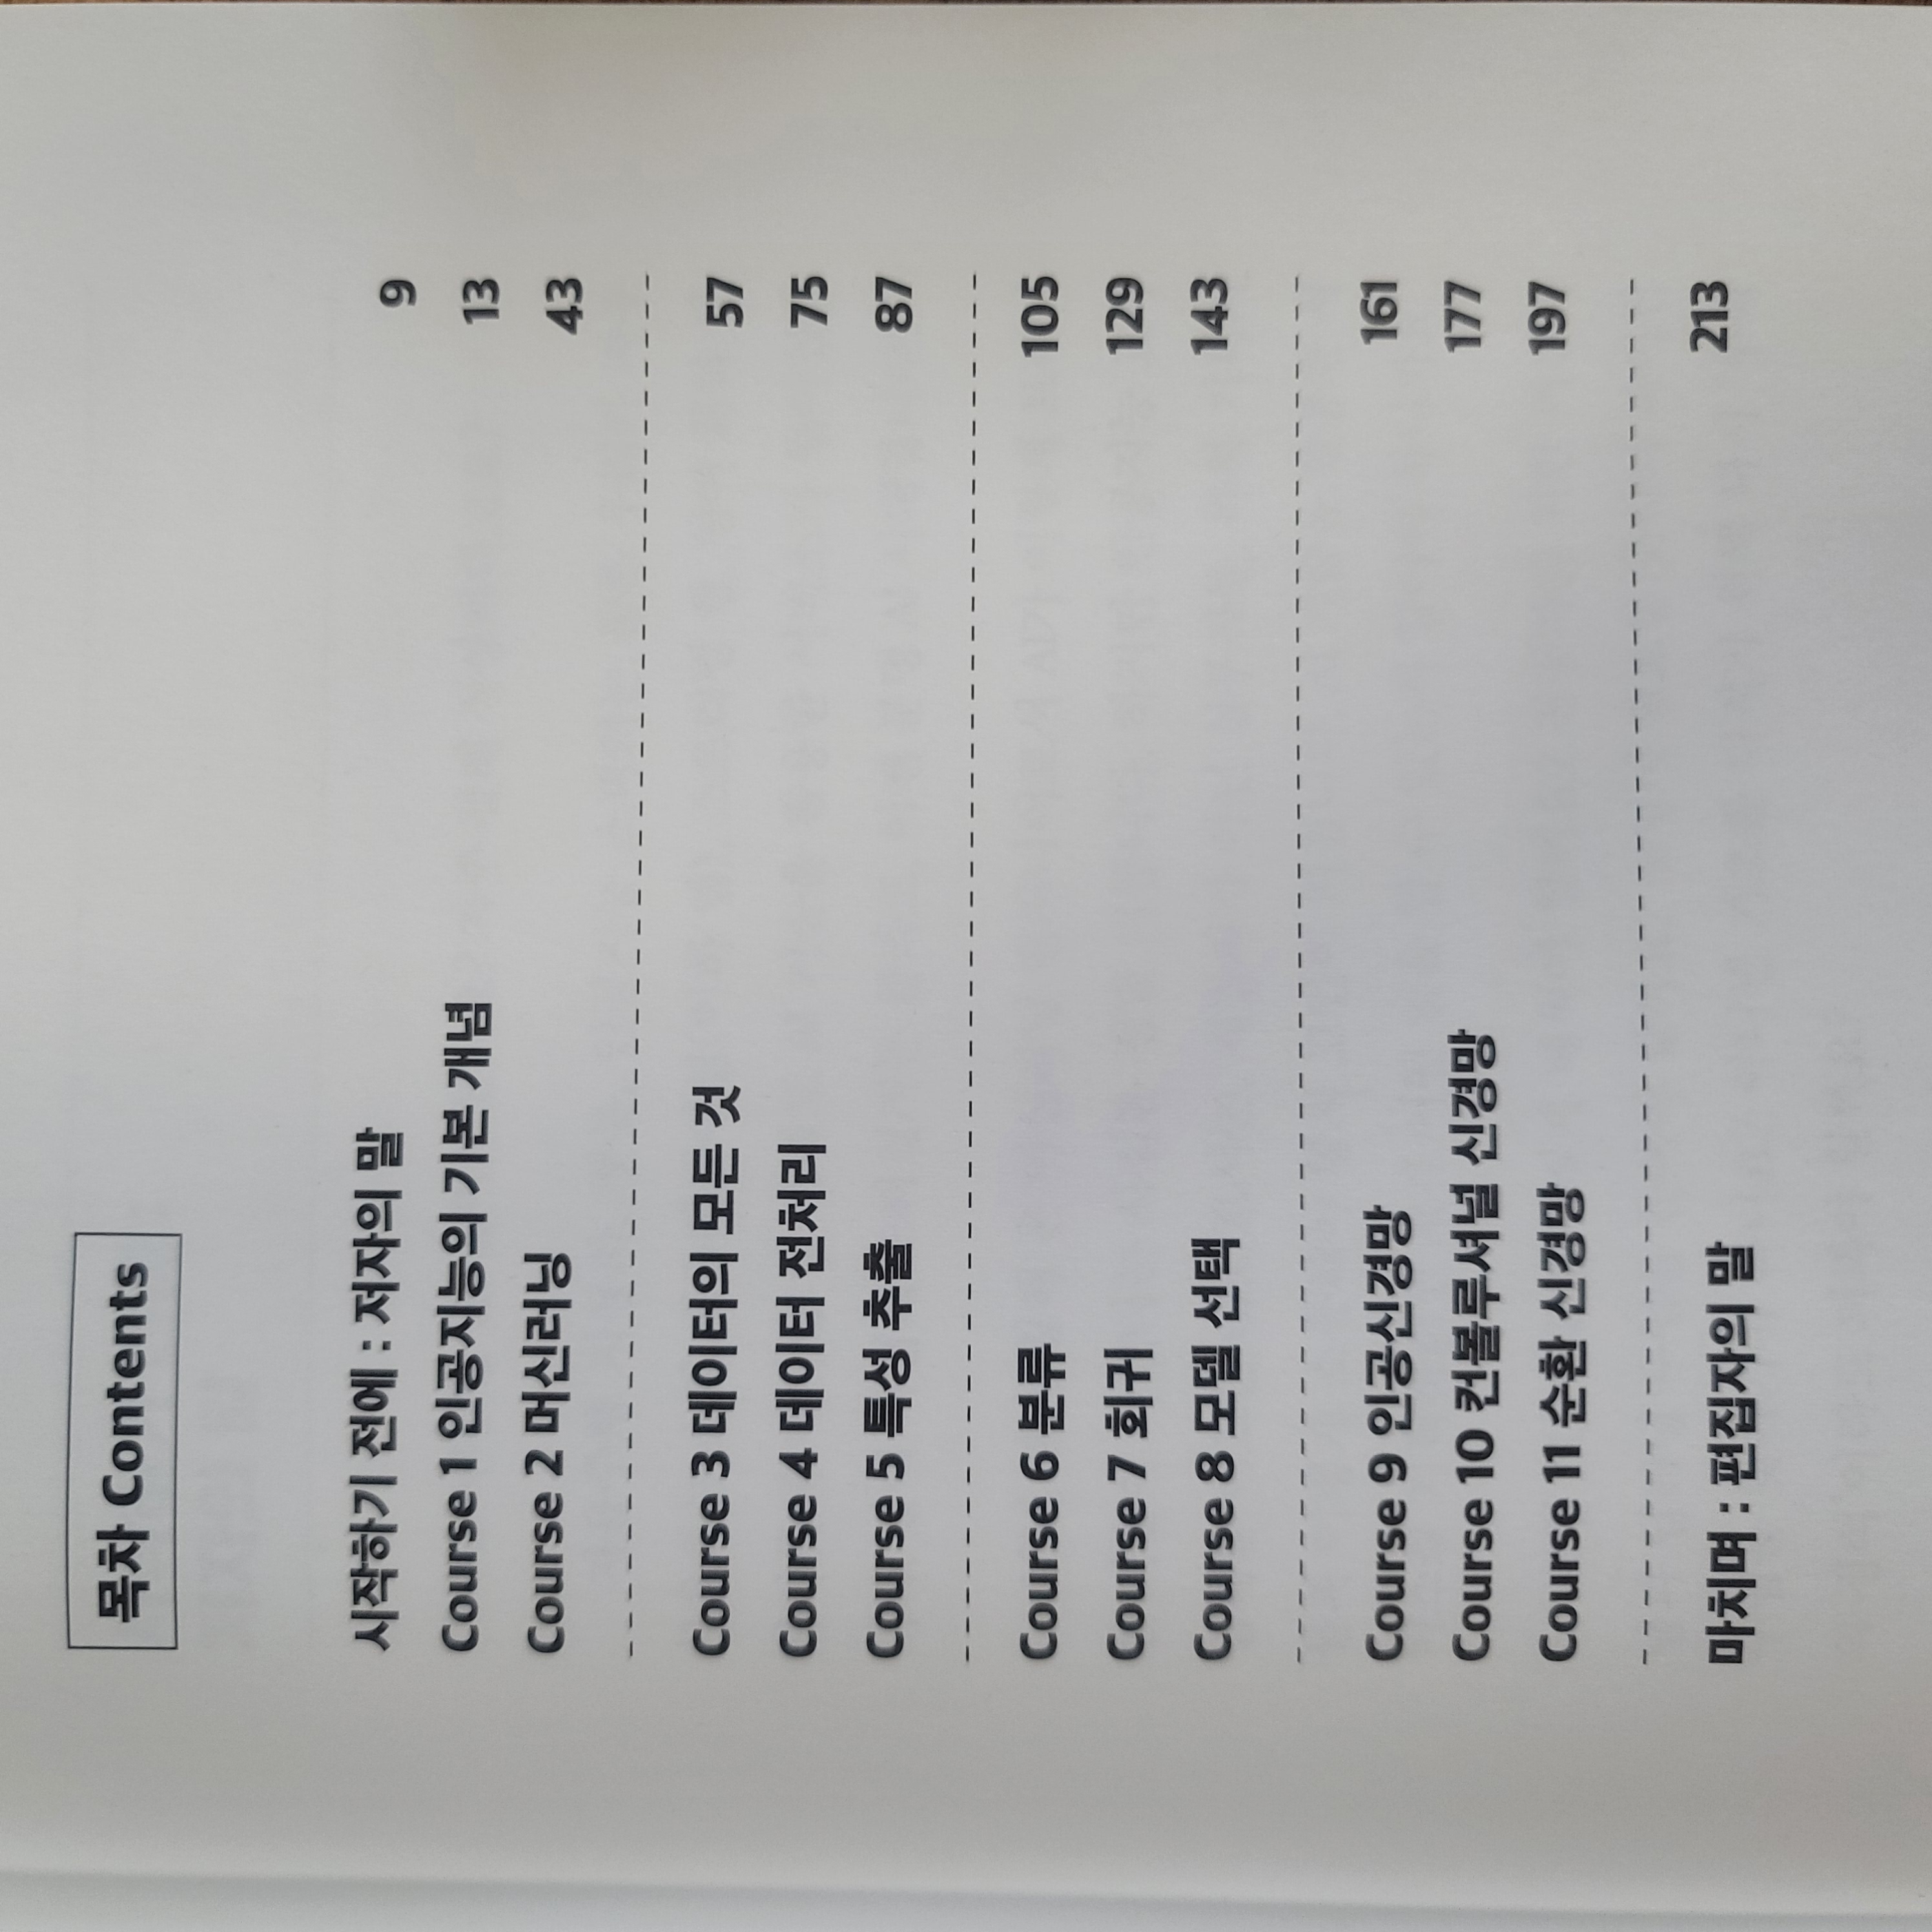 목차 Contents
시작하기 전에 : 저자의 말 9
Course 1 인공지능의 기본 개념 13
Course 2 머신러닝 43
Course 3 데이터의 모든 것 57
Course 4 데이터 전처리 75
Course 5 특성 추출 87
Course 6 분류 105
Course 7 회귀 129
Course 8 모델 선택 143
Course 9 인공신경망 161
Course 10 컨볼루셔널 신경망 177
Course 11 순환 신경망 197
마치며 : 편집자의 말 213